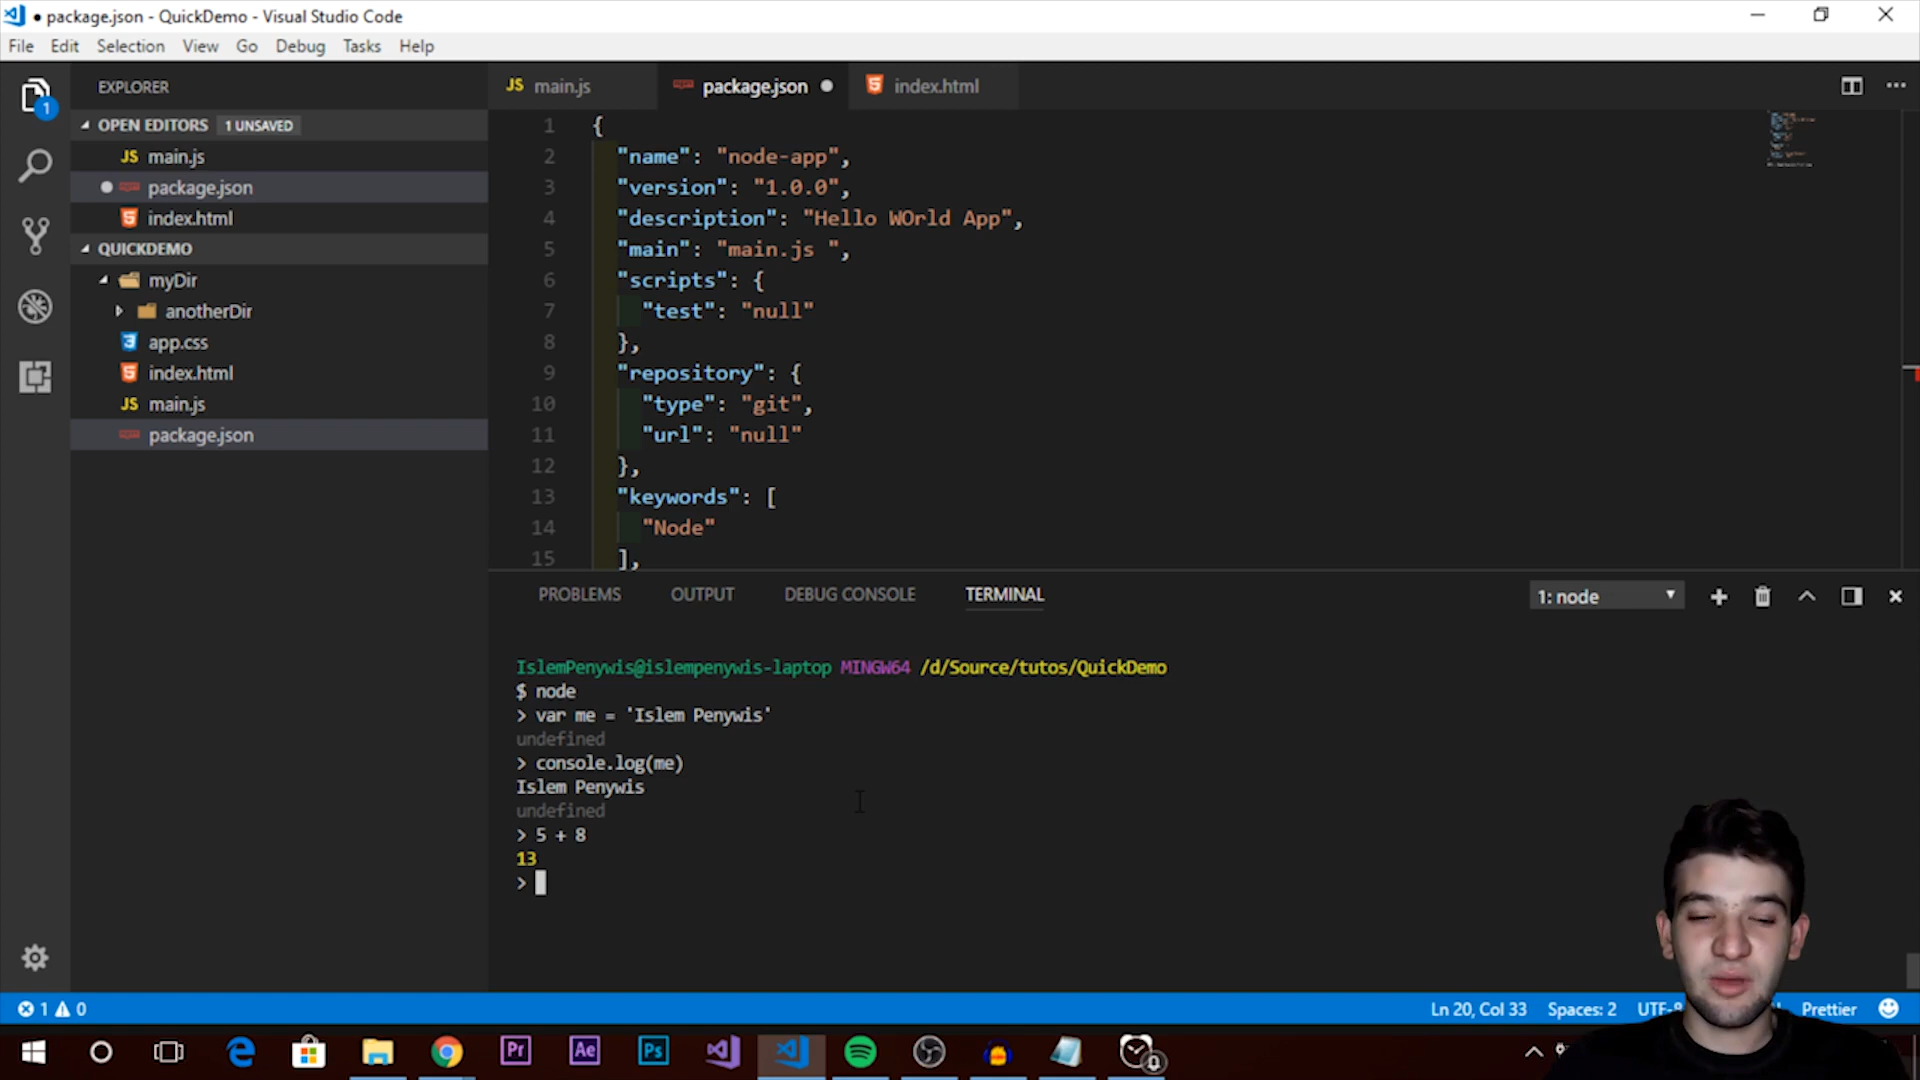 package.json - QuickDemo - Visual Studio Code
File Edit Selection View Go Debug Tasks Help
EXPLORER
OPEN EDITORS 1 UNSAVED
JS main.js
package.json
index.html
QUICKDEMO
myDir
anotherDir
app.css
index.html
JS main.js
package.json
1
JS main.js package.json index.html
1 {
2 "name": "node-app",
3 "version": "1.0.0",
4 "description": "Hello WOrld App",
5 "main": "main.js ",
6 "scripts": {
7 "test": "null"
8 },
9 "repository": {
10 "type": "git",
11 "url": "null"
12 },
13 "keywords": [
14 "Node"
15 ],
PROBLEMS OUTPUT DEBUG CONSOLE TERMINAL 1: node
IslemPenywis@islempenywis-laptop MINGW64 /d/Source/tutos/QuickDemo
$ node
> var me = 'Islem Penywis'
undefined
> console.log(me)
Islem Penywis
undefined
> 5 + 8
13
>
1 0 Ln 20, Col 33 Spaces: 2 Prettier
Pr Ae Ps